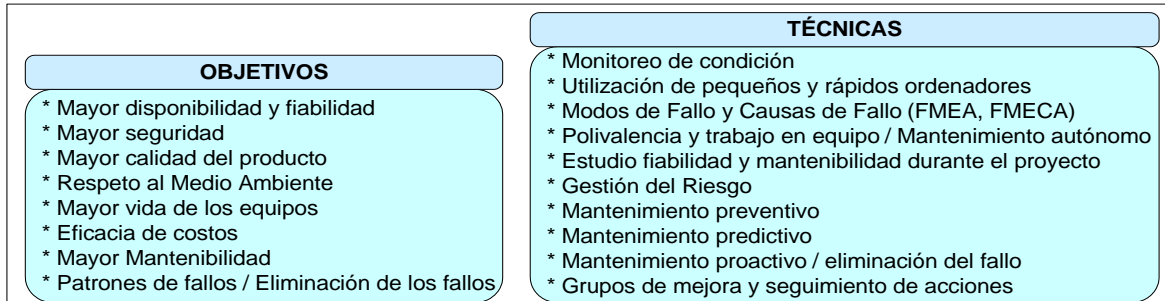 OBJETIVOS
* Mayor disponibilidad y fiabilidad
* Mayor seguridad
* Mayor calidad del producto
* Respeto al Medio Ambiente
* Mayor vida de los equipos
* Eficacia de costos
* Mayor Mantenibilidad
* Patrones de fallos / Eliminación de los fallos
TÉCNICAS
* Monitoreo de condición
* Utilización de pequeños y rápidos ordenadores
* Modos de Fallo y Causas de Fallo (FMEA, FMECA)
* Polivalencia y trabajo en equipo / Mantenimiento autónomo
* Estudio fiabilidad y mantenibilidad durante el proyecto
* Gestión del Riesgo
* Mantenimiento preventivo
* Mantenimiento predictivo
* Mantenimiento proactivo / eliminación del fallo
* Grupos de mejora y seguimiento de acciones